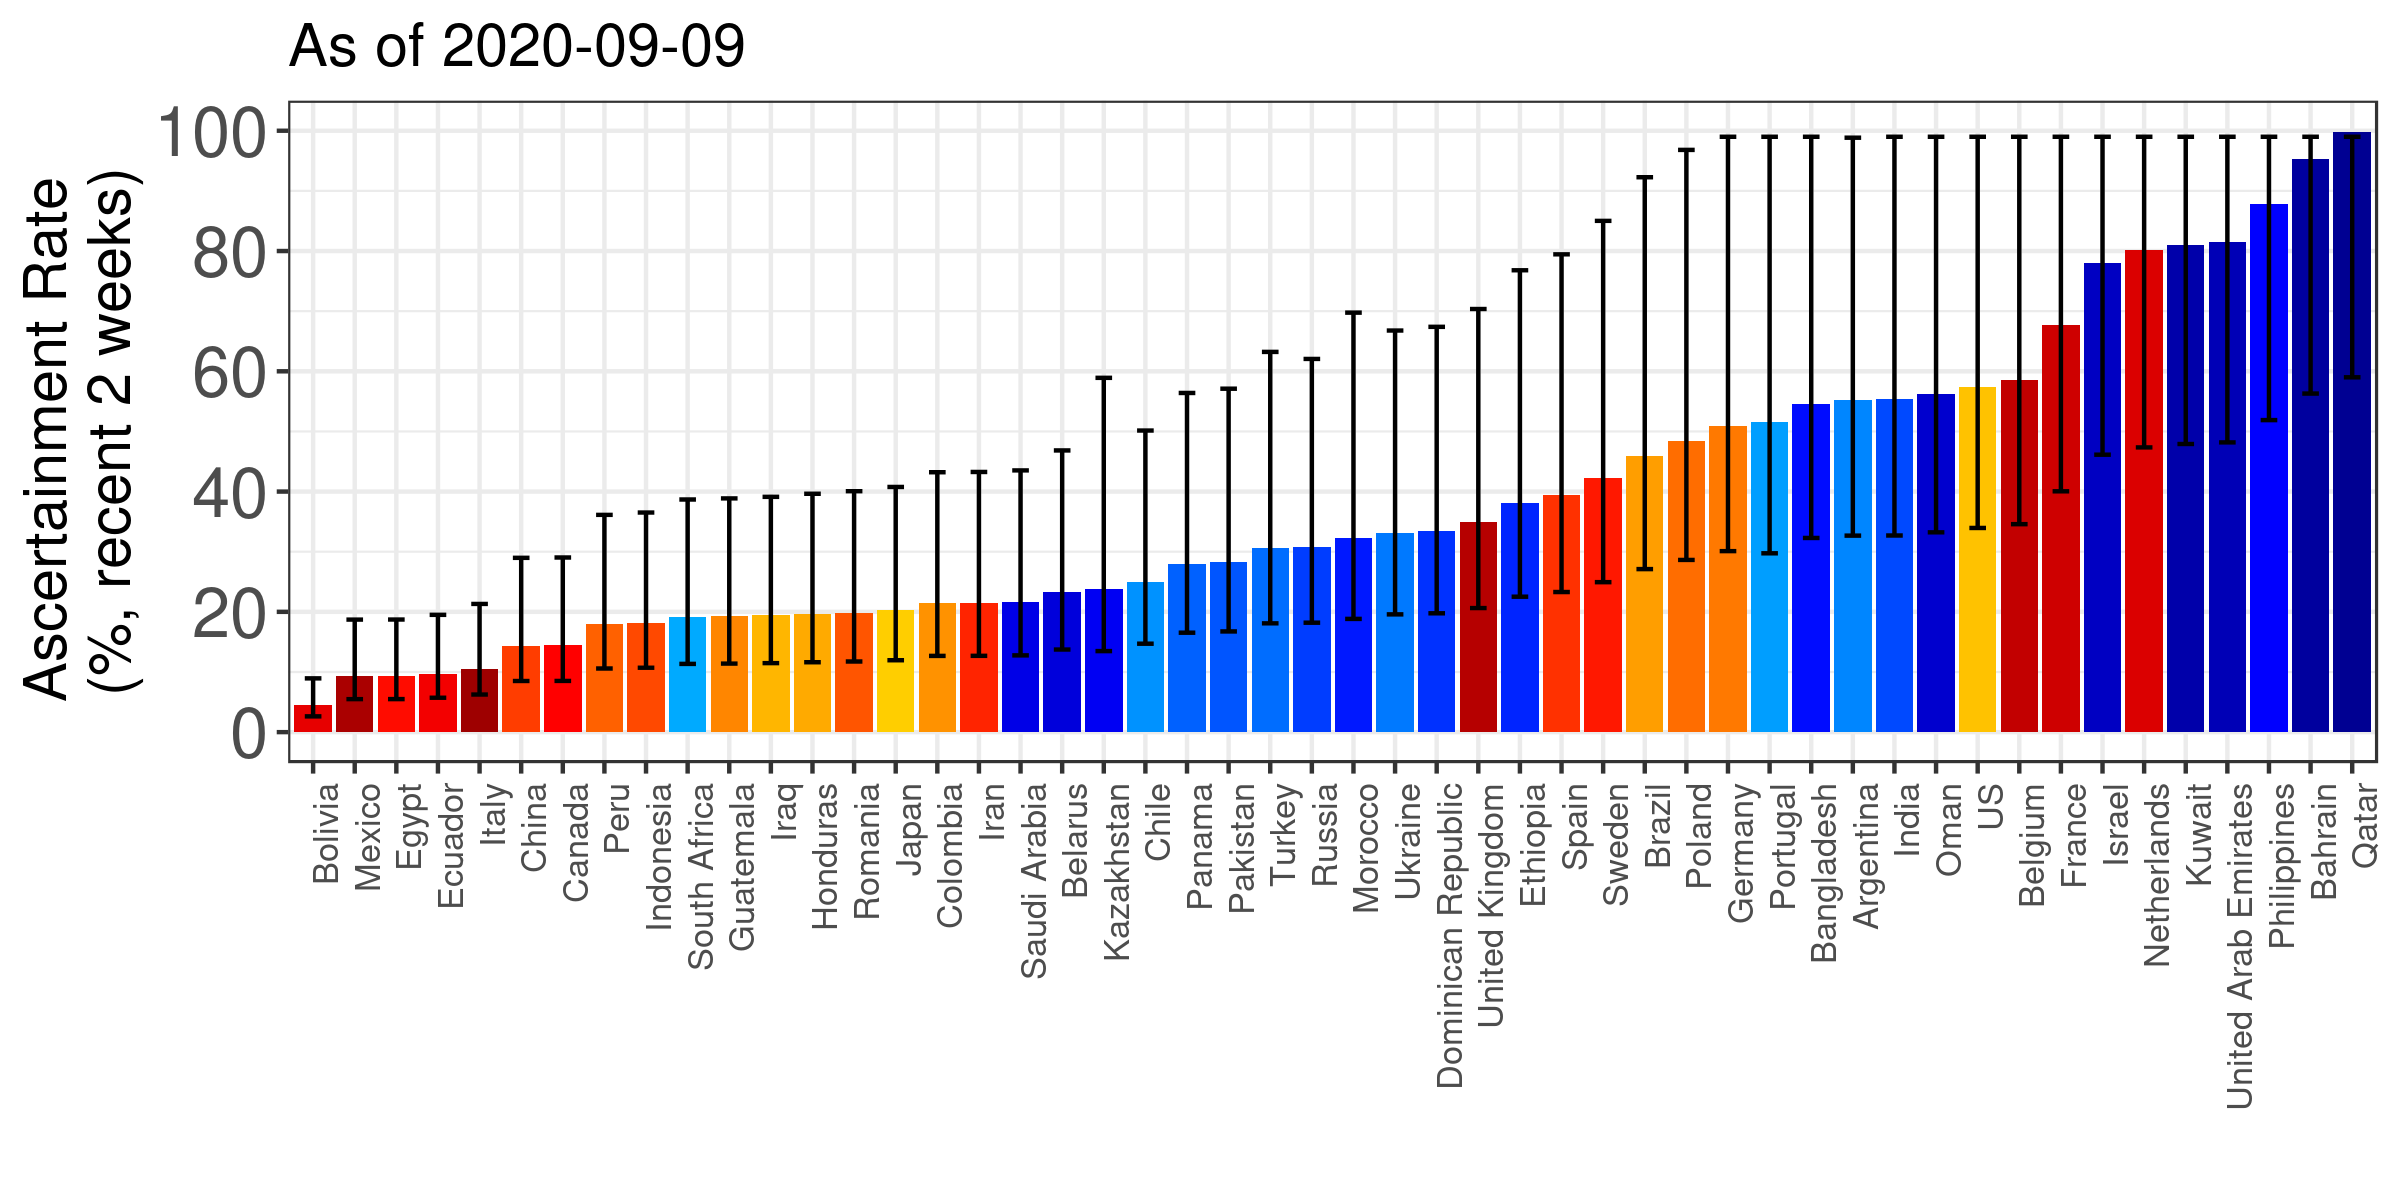 As of 2020-09-09
Ascertainment Rate
(%, recent 2 weeks)
100
80
60
40
20
0
Bolivia
Mexico
Egypt
Ecuador
Italy
China
Canada
Peru
Indonesia
South Africa
Guatemala
Iraq
Honduras
Romania
Japan
Colombia
Iran
Saudi Arabia
Belarus
Kazakhstan
Chile
Panama
Pakistan
Turkey
Russia
Morocco
Ukraine
Dominican Republic
United Kingdom
Ethiopia
Spain
Sweden
Brazil
Poland
Germany
Portugal
Bangladesh
Argentina
India
Oman
US
Belgium
France
Israel
Netherlands
Kuwait
United Arab Emirates
Philippines
Bahrain
Qatar